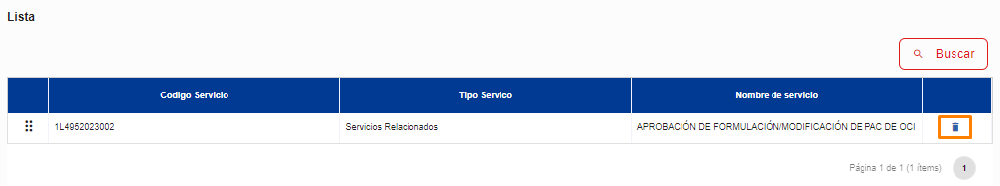 Lista
Buscar
Codigo Servicio Tipo Servico Nombre de servicio
1L4952023002 Servicios Relacionados APROBACIÓN DE FORMULACIÓN/MODIFICACIÓN DE PAC DE OCI
Página 1 de 1 (1 ítems) 1